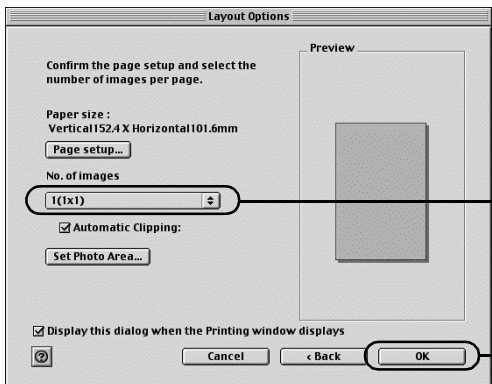 Layout Options
Confirm the page setup and select the
number of images per page.
Paper size :
Vertical152.4 X Horizontal101.6mm
Page setup...
No. of images
1(1x1)
Automatic Clipping:
Set Photo Area...
Preview
Display this dialog when the Printing window displays
?
Cancel
‹ Back
OK